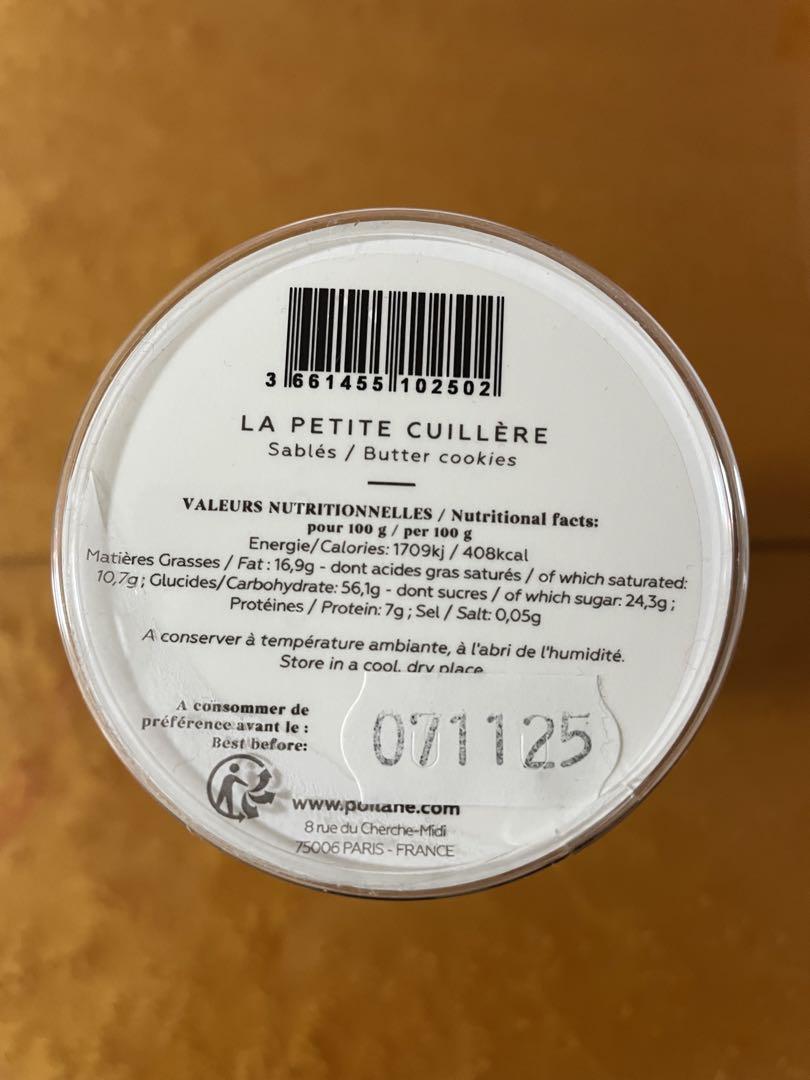 3 661455 102502
LA PETITE CUILLÈRE
Sablés / Butter cookies
VALEURS NUTRITIONNELLES / Nutritional facts:
pour 100 g / per 100 g
Energie/Calories: 1709kj / 408kcal
Matières Grasses / Fat : 16,9g - dont acides gras saturés / of which saturated:
10,7g ; Glucides/Carbohydrate: 56,1g - dont sucres / of which sugar: 24,3g ;
Protéines / Protein: 7g ; Sel / Salt: 0,05g
A conserver à température ambiante, à l'abri de l'humidité.
Store in a cool, dry place
A consommer de
préférence avant le :
Best before:
071125
www.poilane.com
8 rue du Cherche-Midi
75006 PARIS - FRANCE